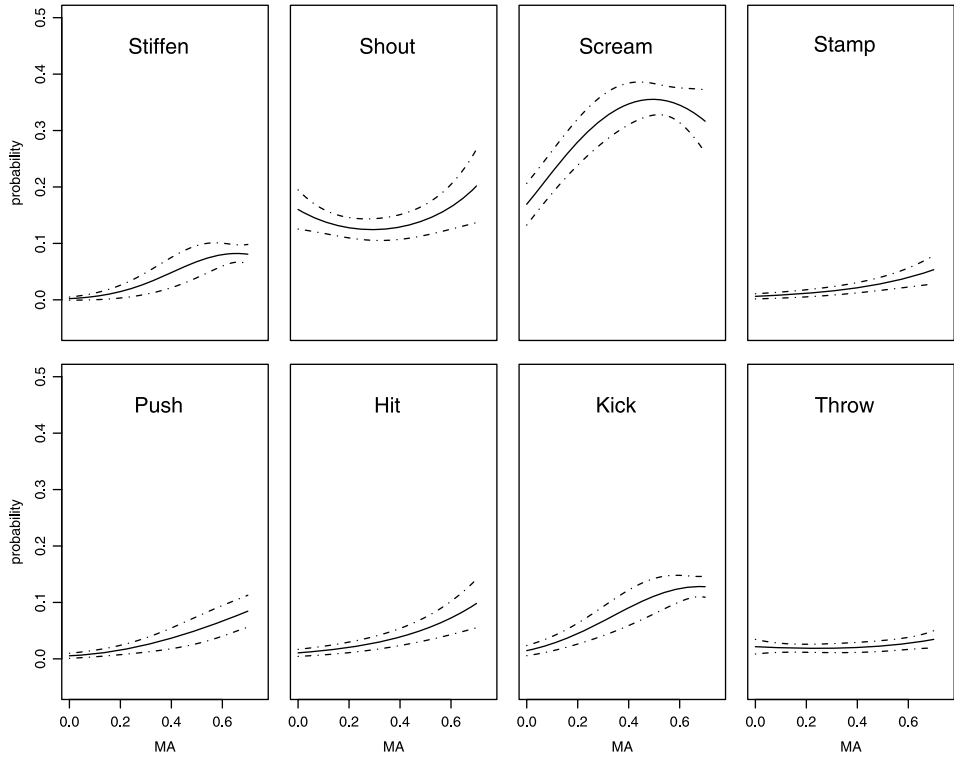 Stiffen Shout Scream Stamp
probability
0.0 0.1 0.2 0.3 0.4 0.5
Push Hit Kick Throw
probability
0.0 0.1 0.2 0.3 0.4 0.5
0.0 0.2 0.4 0.6 0.0 0.2 0.4 0.6 0.0 0.2 0.4 0.6 0.0 0.2 0.4 0.6
MA MA MA MA